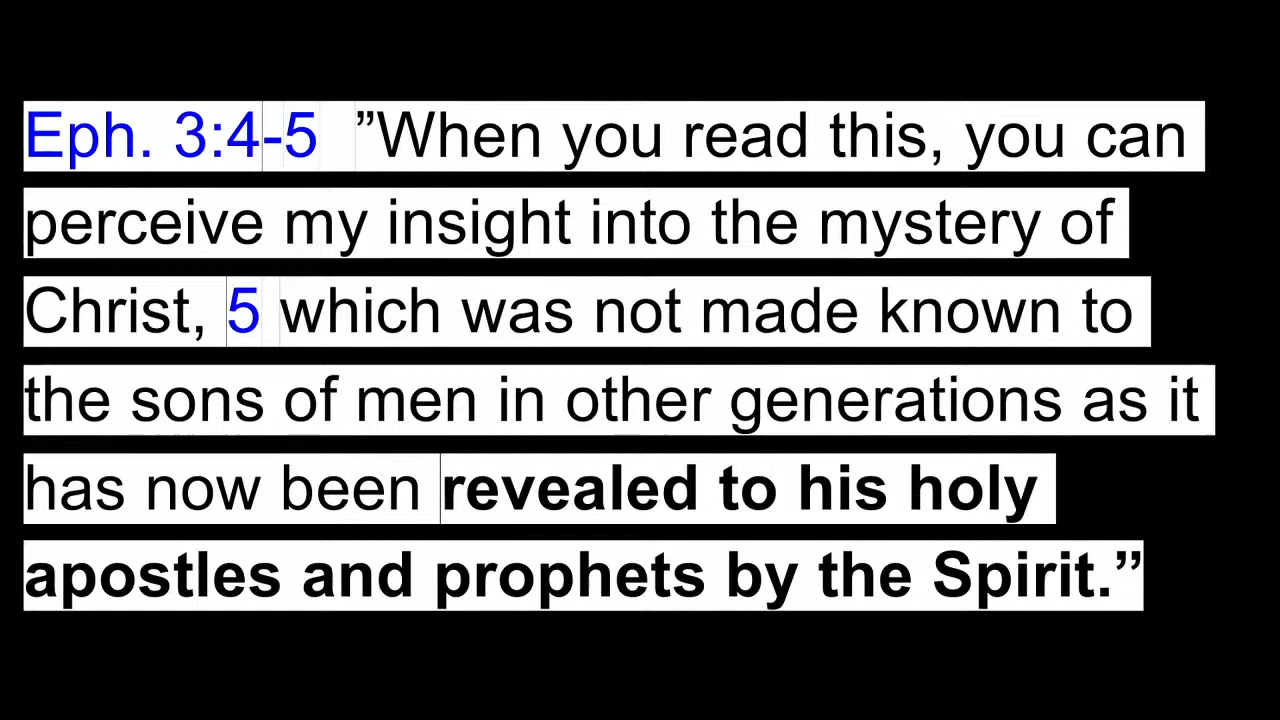 Eph. 3:4-5 ”When you read this, you can
perceive my insight into the mystery of
Christ, 5 which was not made known to
the sons of men in other generations as it
has now been revealed to his holy
apostles and prophets by the Spirit.”